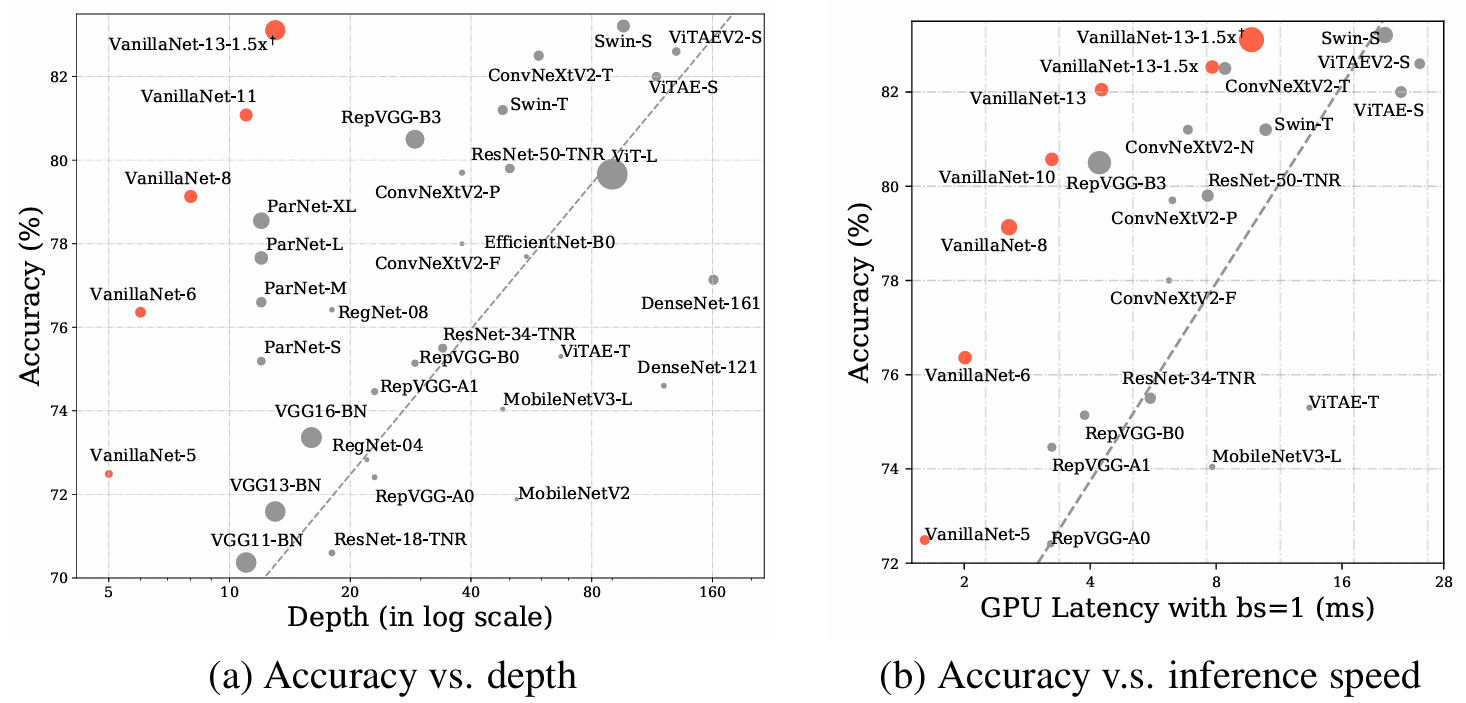 VanillaNet-13-1.5x†
Swin-S
ViTAEV2-S
ConvNeXtV2-T
ViTAE-S
VanillaNet-11
Swin-T
RepVGG-B3
ResNet-50-TNR
ViT-L
VanillaNet-8
ConvNeXtV2-P
ParNet-XL
ParNet-L
EfficientNet-B0
ConvNeXtV2-F
ParNet-M
VanillaNet-6
RegNet-08
DenseNet-161
ResNet-34-TNR
ParNet-S
RepVGG-B0
ViTAE-T
DenseNet-121
RepVGG-A1
MobileNetV3-L
VGG16-BN
RegNet-04
VanillaNet-5
VGG13-BN
RepVGG-A0
MobileNetV2
VGG11-BN
ResNet-18-TNR
82
80
78
76
74
72
70
Accuracy (%)
5 10 20 40 80 160
Depth (in log scale)
(a) Accuracy vs. depth
VanillaNet-13-1.5x†
Swin-S
VanillaNet-13-1.5x
ViTAEV2-S
ConvNeXtV2-T
VanillaNet-13
ViTAE-S
Swin-T
ConvNeXtV2-N
VanillaNet-10
RepVGG-B3
ResNet-50-TNR
ConvNeXtV2-P
VanillaNet-8
ConvNeXtV2-F
VanillaNet-6
ResNet-34-TNR
ViTAE-T
RepVGG-B0
RepVGG-A1
MobileNetV3-L
VanillaNet-5
RepVGG-A0
82
80
78
76
74
72
Accuracy (%)
2 4 8 16 28
GPU Latency with bs=1 (ms)
(b) Accuracy v.s. inference speed